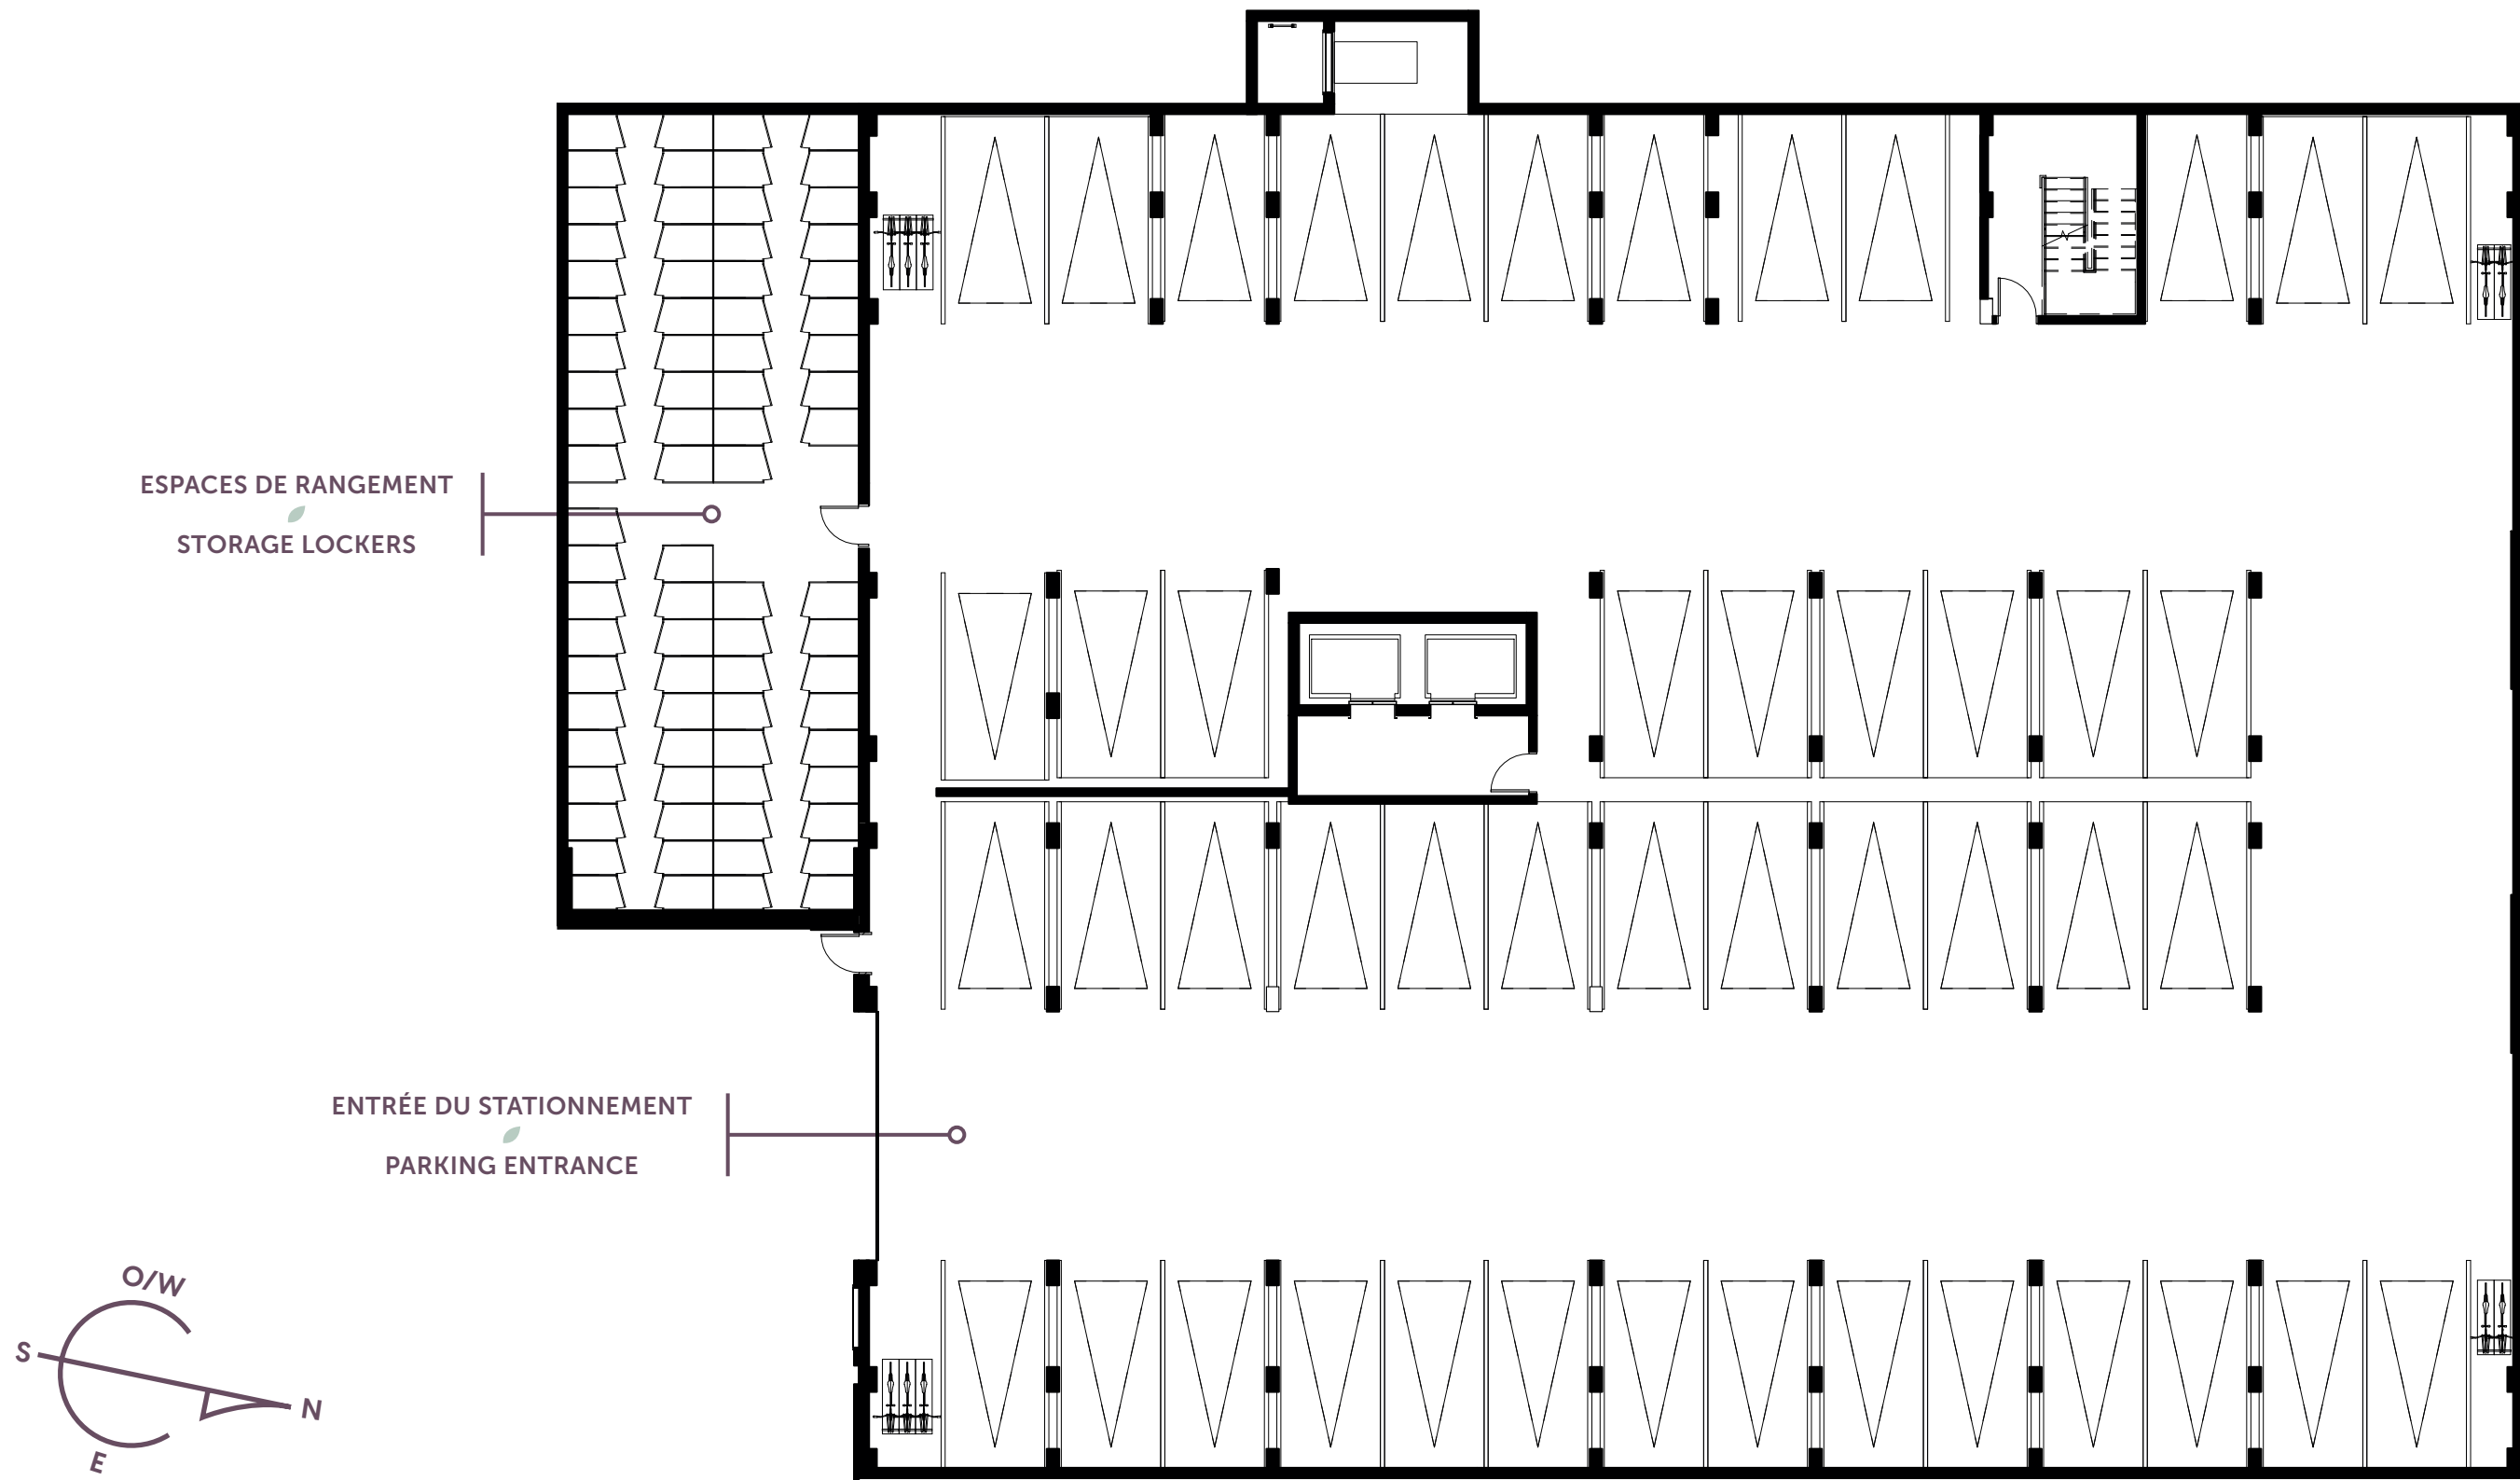 ESPACES DE RANGEMENT
STORAGE LOCKERS
ENTRÉE DU STATIONNEMENT
PARKING ENTRANCE
O/W
S
N
E